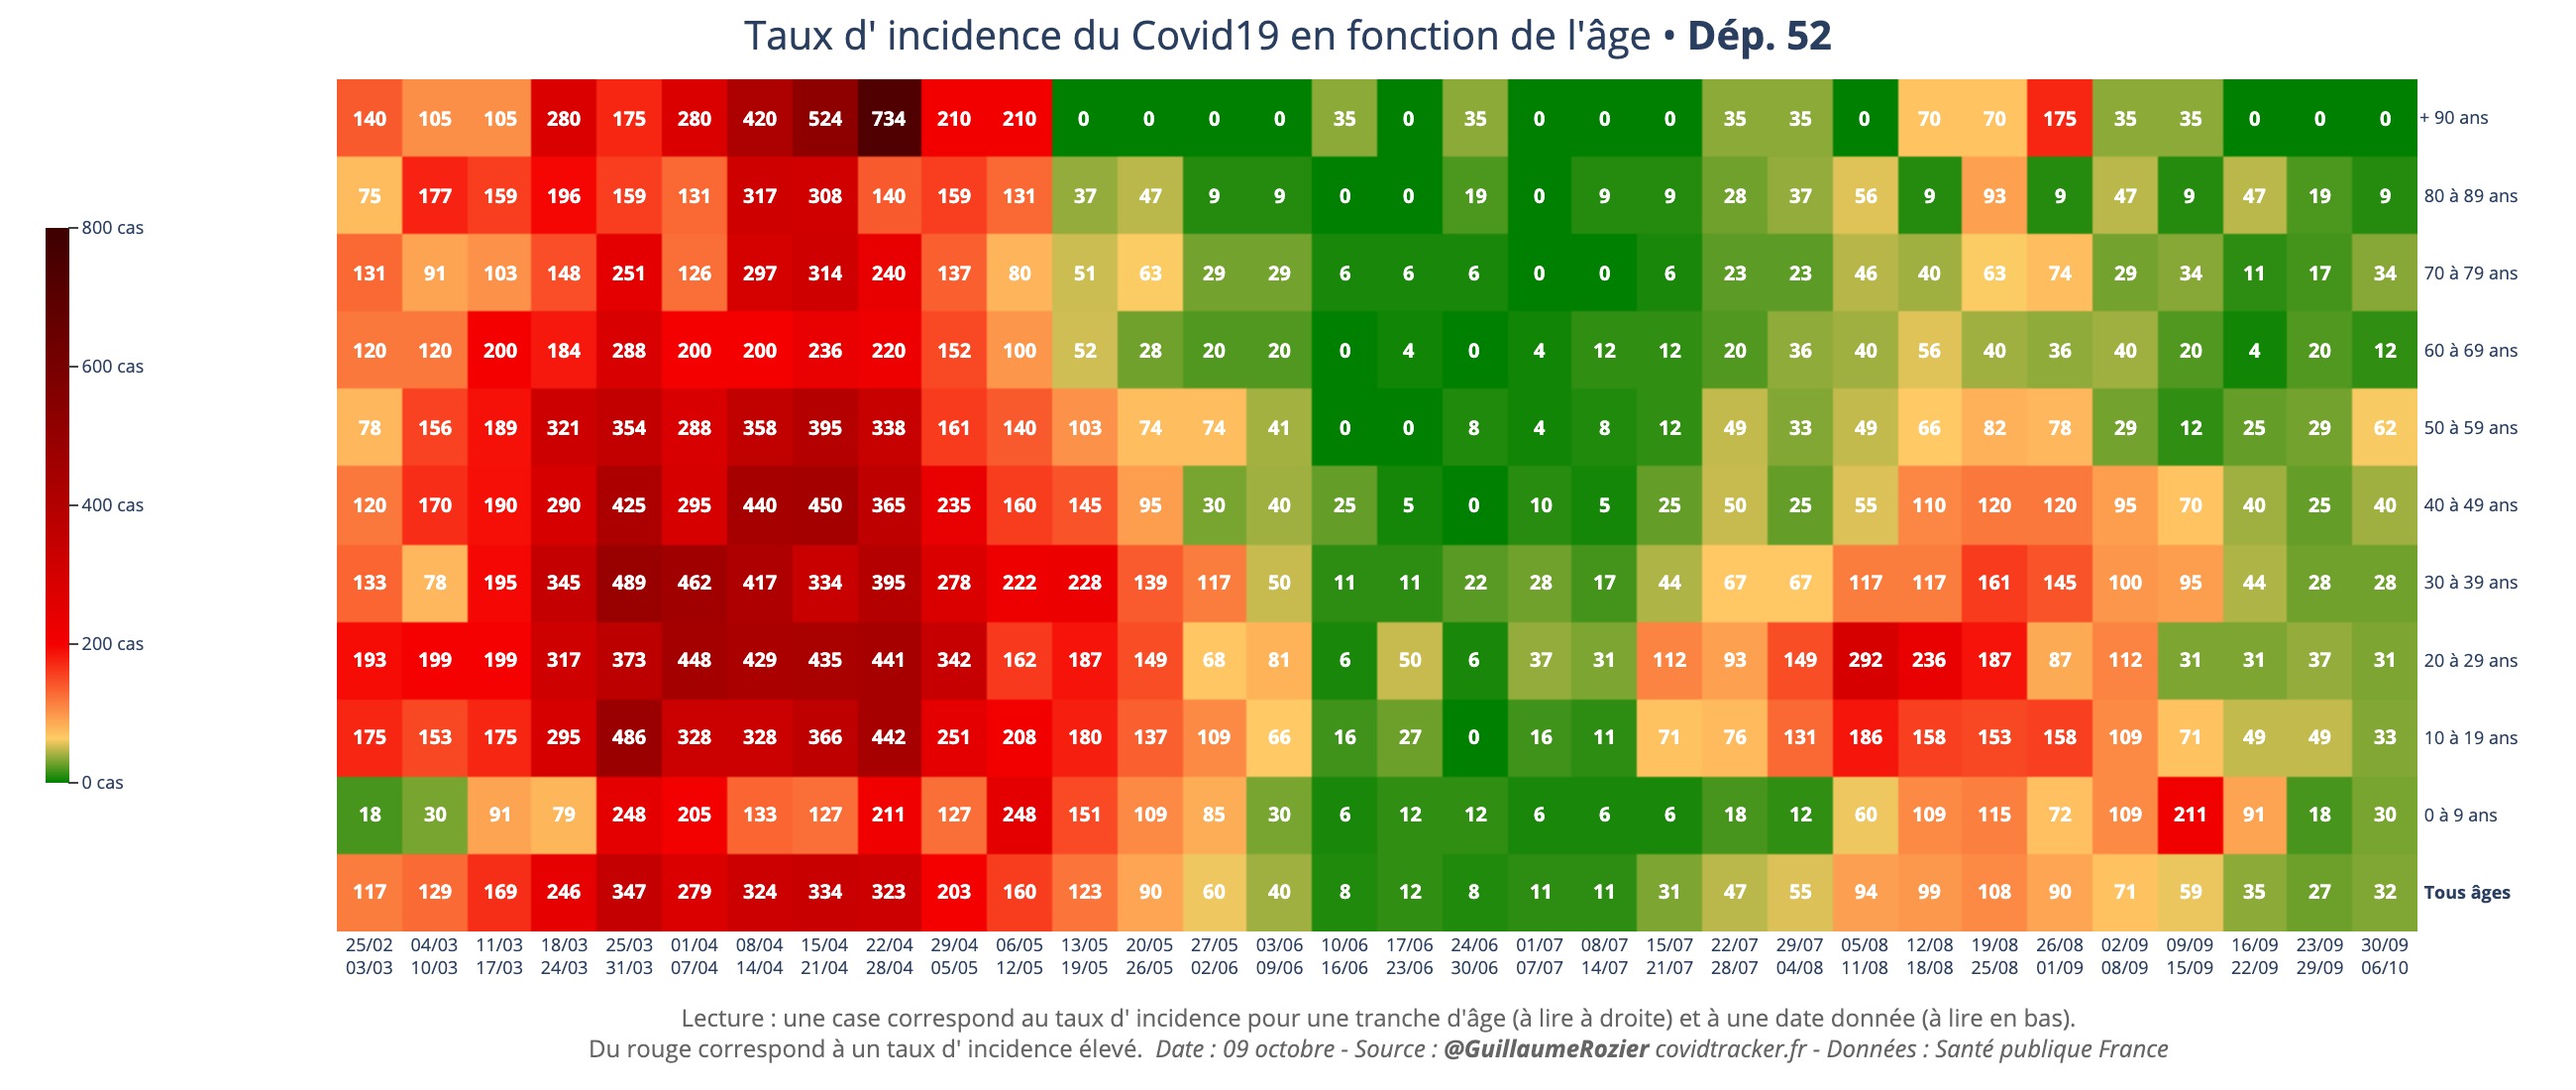 Taux d' incidence du Covid19 en fonction de l'âge • Dép. 52
800 cas
600 cas
400 cas
200 cas
0 cas
140 105 105 280 175 280 420 524 734 210 210 0 0 0 0 35 0 35 0 0 0 35 35 0 70 70 175 35 35 0 0 0 + 90 ans
75 177 159 196 159 131 317 308 140 159 131 37 47 9 9 0 0 19 0 9 9 28 37 56 9 93 9 47 9 47 19 9 80 à 89 ans
131 91 103 148 251 126 297 314 240 137 80 51 63 29 29 6 6 6 0 0 6 23 23 46 40 63 74 29 34 11 17 34 70 à 79 ans
120 120 200 184 288 200 200 236 220 152 100 52 28 20 20 0 4 0 4 12 12 20 36 40 56 40 36 40 20 4 20 12 60 à 69 ans
78 156 189 321 354 288 358 395 338 161 140 103 74 74 41 0 0 8 4 8 12 49 33 49 66 82 78 29 12 25 29 62 50 à 59 ans
120 170 190 290 425 295 440 450 365 235 160 145 95 30 40 25 5 0 10 5 25 50 25 55 110 120 120 95 70 40 25 40 40 à 49 ans
133 78 195 345 489 462 417 334 395 278 222 228 139 117 50 11 11 22 28 17 44 67 67 117 117 161 145 100 95 44 28 28 30 à 39 ans
193 199 199 317 373 448 429 435 441 342 162 187 149 68 81 6 50 6 37 31 112 93 149 292 236 187 87 112 31 31 37 31 20 à 29 ans
175 153 175 295 486 328 328 366 442 251 208 180 137 109 66 16 27 0 16 11 71 76 131 186 158 153 158 109 71 49 49 33 10 à 19 ans
18 30 91 79 248 205 133 127 211 127 248 151 109 85 30 6 12 12 6 6 6 18 12 60 109 115 72 109 211 91 18 30 0 à 9 ans
117 129 169 246 347 279 324 334 323 203 160 123 90 60 40 8 12 8 11 11 31 47 55 94 99 108 90 71 59 35 27 32 Tous âges
25/02 04/03 11/03 18/03 25/03 01/04 08/04 15/04 22/04 29/04 06/05 13/05 20/05 27/05 03/06 10/06 17/06 24/06 01/07 08/07 15/07 22/07 29/07 05/08 12/08 19/08 26/08 02/09 09/09 16/09 23/09 30/09
03/03 10/03 17/03 24/03 31/03 07/04 14/04 21/04 28/04 05/05 12/05 19/05 26/05 02/06 09/06 16/06 23/06 30/06 07/07 14/07 21/07 28/07 04/08 11/08 18/08 25/08 01/09 08/09 15/09 22/09 29/09 06/10
Lecture : une case correspond au taux d' incidence pour une tranche d'âge (à lire à droite) et à une date donnée (à lire en bas).
Du rouge correspond à un taux d' incidence élevé. Date : 09 octobre - Source : @GuillaumeRozier covidtracker.fr - Données : Santé publique France